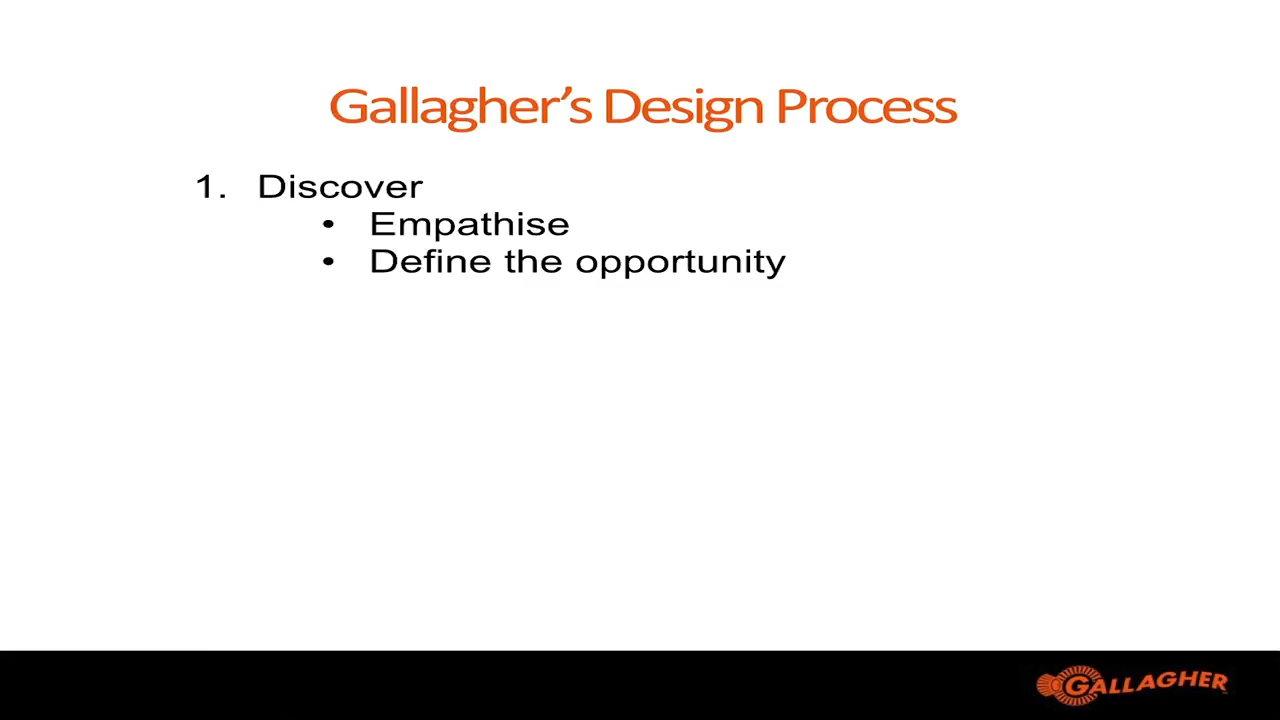 Gallagher’s Design Process
1. Discover
• Empathise
• Define the opportunity
GALLAGHER